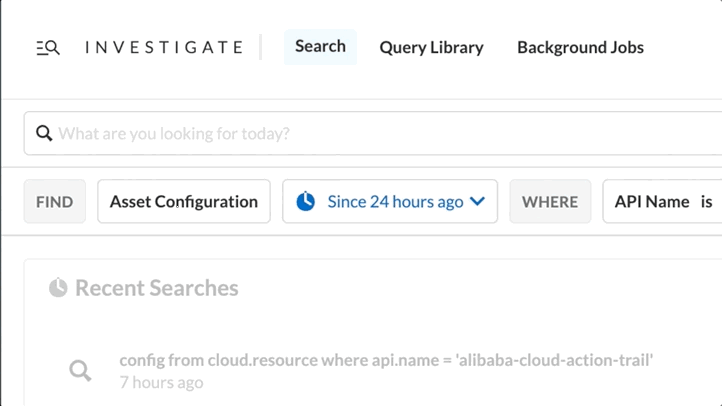 INVESTIGATE Search Query Library Background Jobs
What are you looking for today?
FIND Asset Configuration Since 24 hours ago WHERE API Name is
Recent Searches
config from cloud.resource where api.name = 'alibaba-cloud-action-trail'
7 hours ago